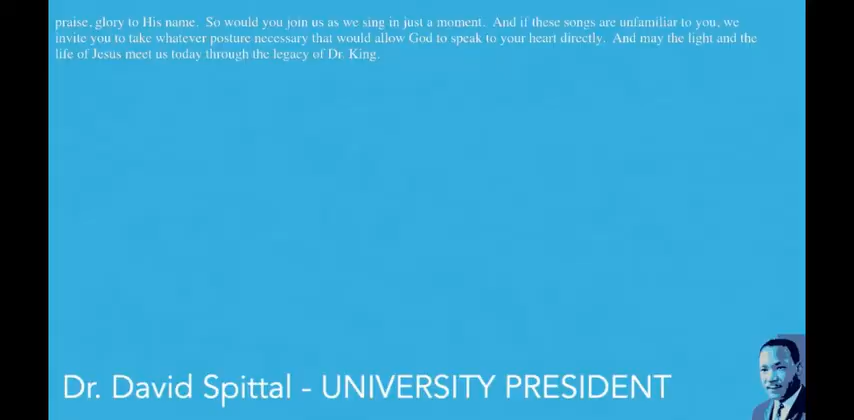 praise, glory to His name.  So would you join us as we sing in just a moment.  And if these songs are unfamiliar to you, we
invite you to take whatever posture necessary that would allow God to speak to your heart directly.  And may the light and the
life of Jesus meet us today through the legacy of Dr. King.
Dr. David Spittal - UNIVERSITY PRESIDENT